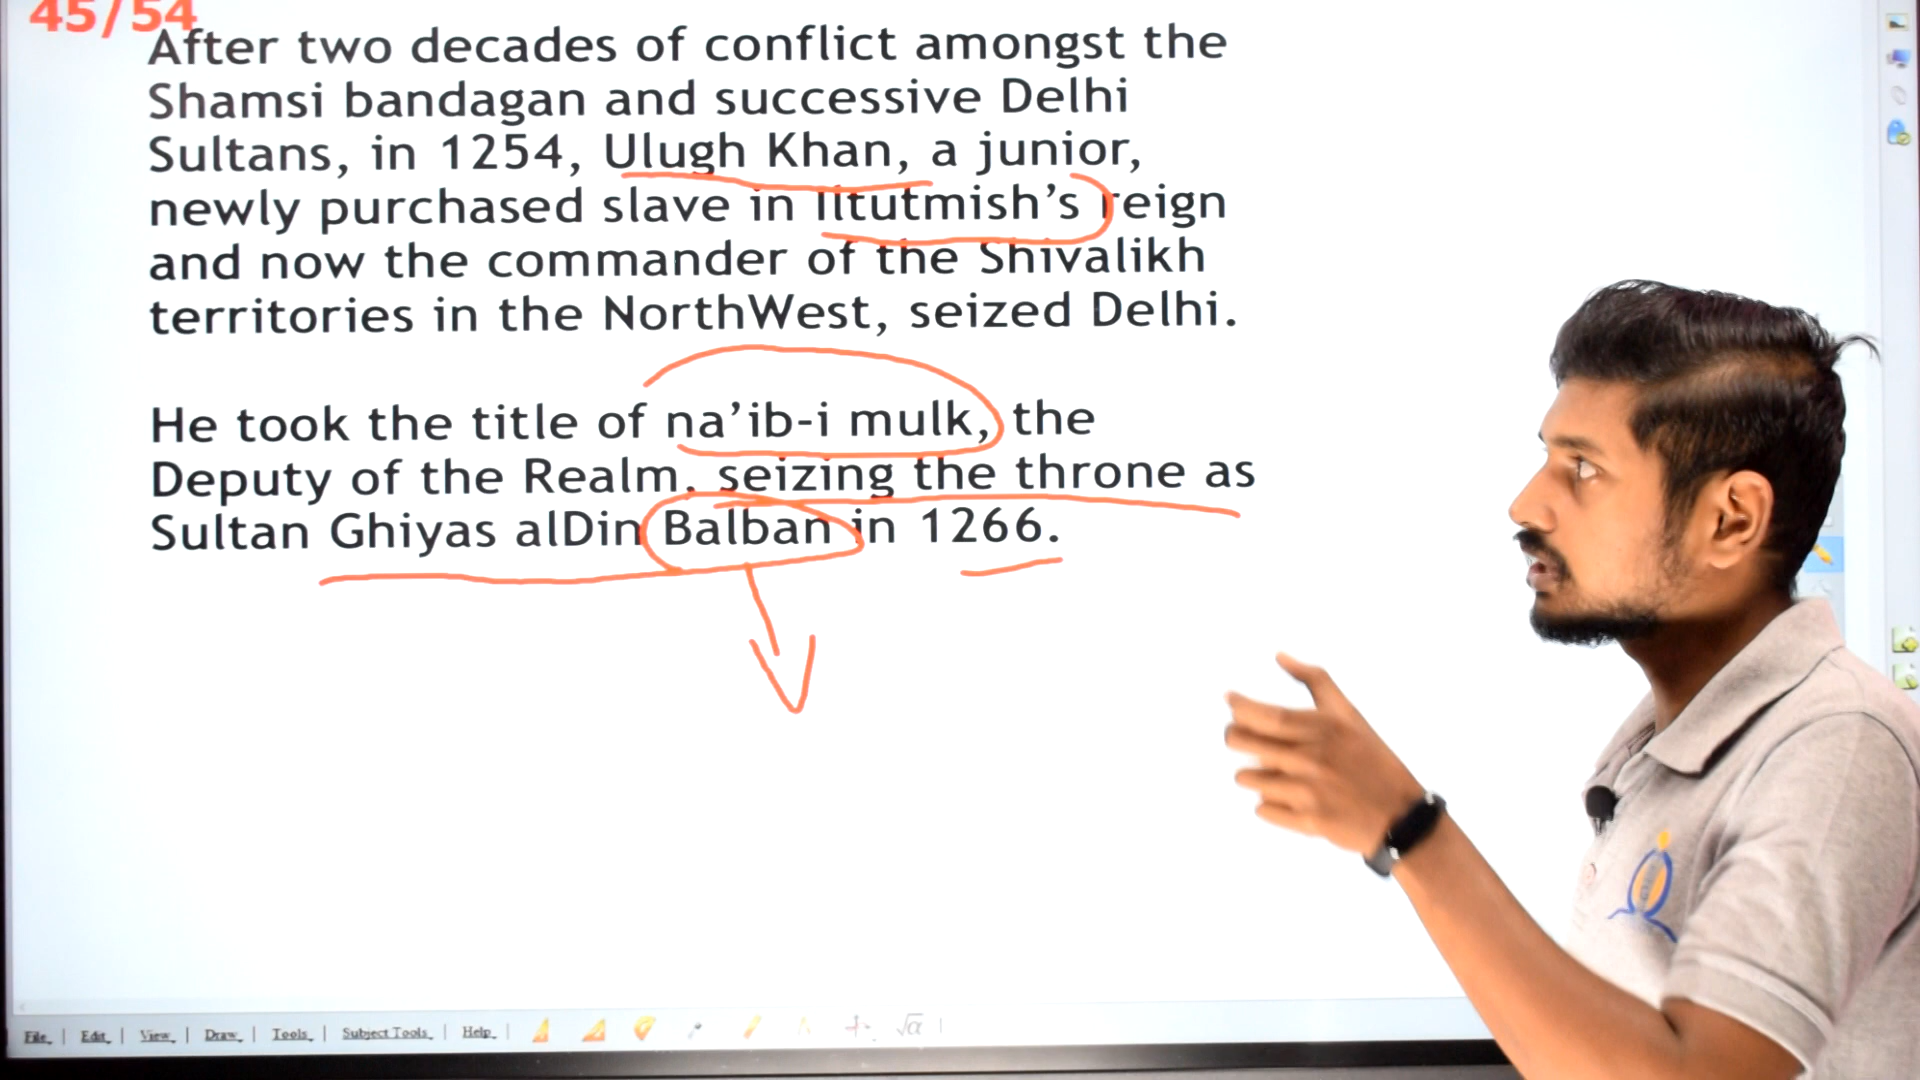 45/54
After two decades of conflict amongst the
Shamsi bandagan and successive Delhi
Sultans, in 1254, Ulugh Khan, a junior,
newly purchased slave in Iltutmish's reign
and now the commander of the Shivalikh
territories in the NorthWest, seized Delhi.
He took the title of na'ib-i mulk, the
Deputy of the Realm, seizing the throne as
Sultan Ghiyas alDin Balban in 1266.
File | Edit | View | Draw | Tools | Subject Tools | Help |